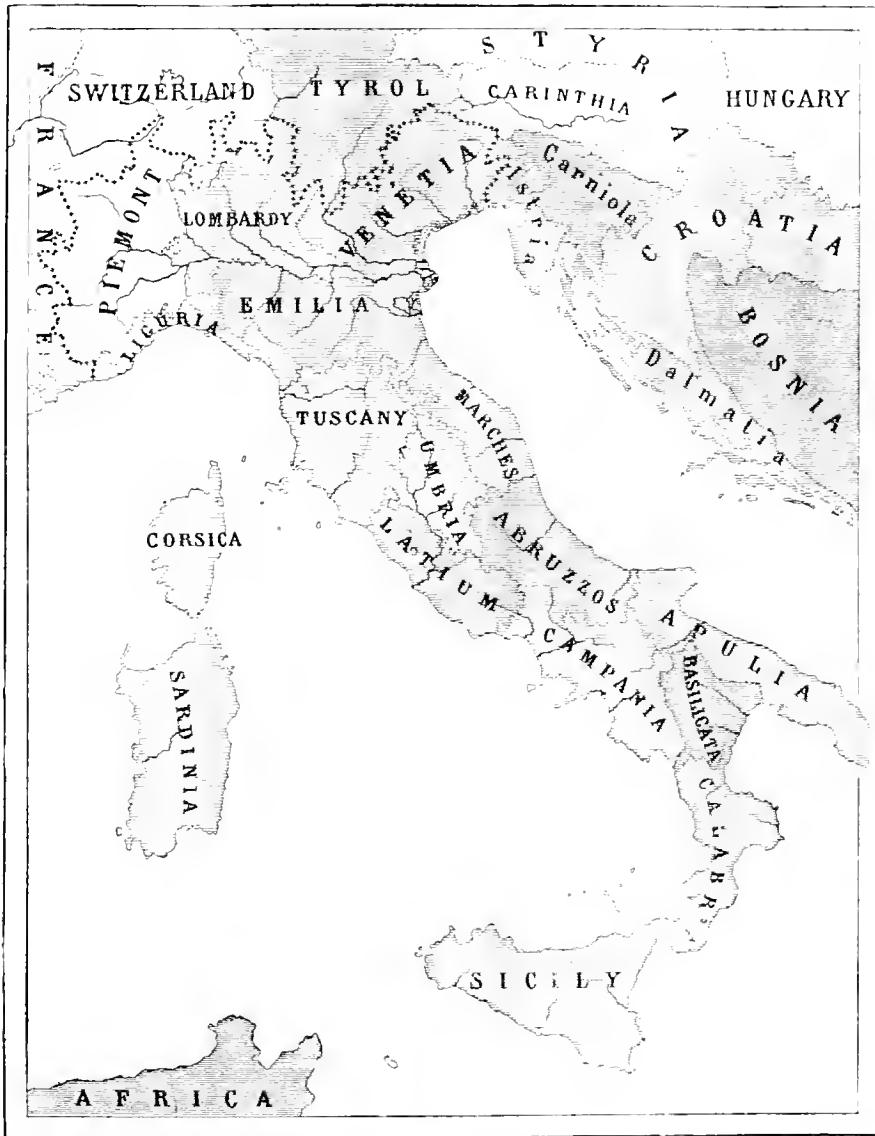 STYRIA
FRANCE
SWITZERLAND
TYROL
CARINTHIA
HUNGARY
PIEMONT
LOMBARDY
VENETIA
Istria
Carniola
CROATIA
LIGURIA
EMILIA
BOSNIA
Dalmatia
TUSCANY
MARCHES
UMBRIA
CORSICA
LATIUM
ABRUZZOS
APULIA
CAMPANIA
BASILICATA
SARDINIA
CALABR
SICILY
AFRICA